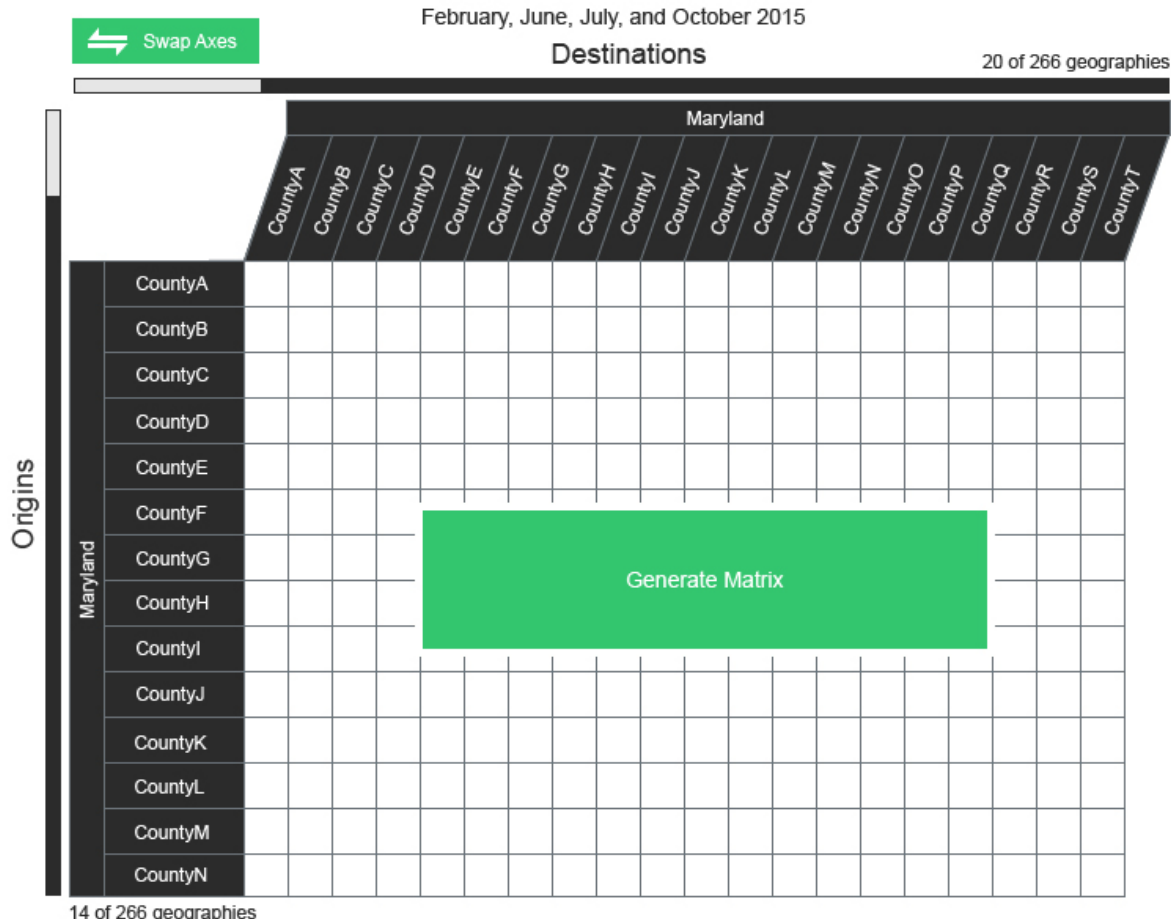 February, June, July, and October 2015
Swap Axes
Destinations
20 of 266 geographies
Maryland
CountyA
CountyB
CountyC
CountyD
CountyE
CountyF
CountyG
CountyH
CountyI
CountyJ
CountyK
CountyL
CountyM
CountyN
CountyO
CountyP
CountyQ
CountyR
CountyS
CountyT
Origins
Maryland
CountyA
CountyB
CountyC
CountyD
CountyE
CountyF
CountyG
CountyH
CountyI
CountyJ
CountyK
CountyL
CountyM
CountyN
Generate Matrix
14 of 266 geographies